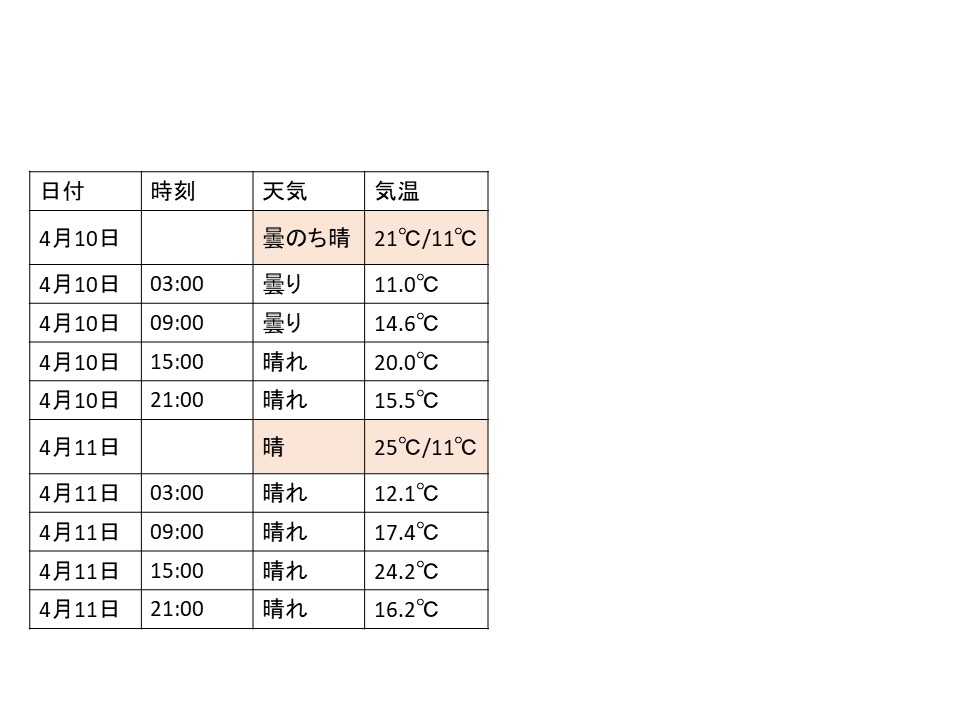 日付 時刻 天気 気温
4月10日 曇のち晴 21℃/11℃
4月10日 03:00 曇り 11.0℃
4月10日 09:00 曇り 14.6℃
4月10日 15:00 晴れ 20.0℃
4月10日 21:00 晴れ 15.5℃
4月11日 晴 25℃/11℃
4月11日 03:00 晴れ 12.1℃
4月11日 09:00 晴れ 17.4℃
4月11日 15:00 晴れ 24.2℃
4月11日 21:00 晴れ 16.2℃